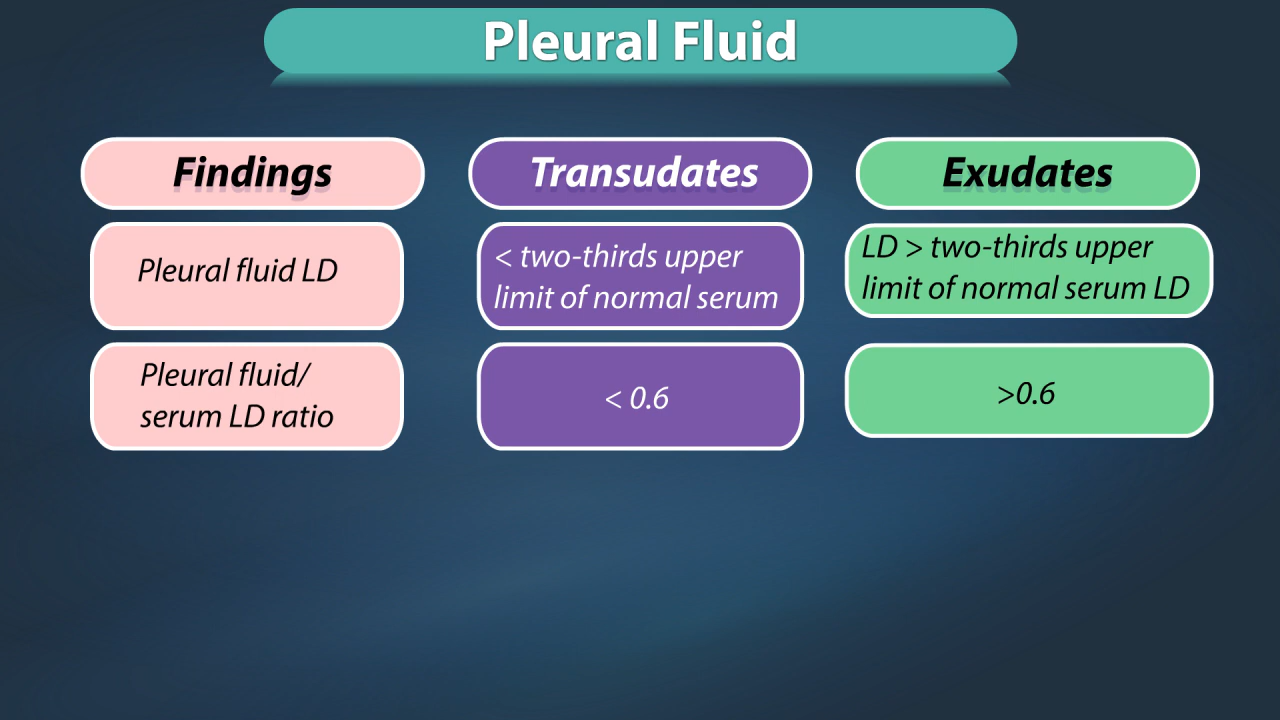 Pleural Fluid
Findings
Transudates
Exudates
Pleural fluid LD
< two-thirds upper
limit of normal serum
LD > two-thirds upper
limit of normal serum LD
Pleural fluid/
serum LD ratio
< 0.6
>0.6